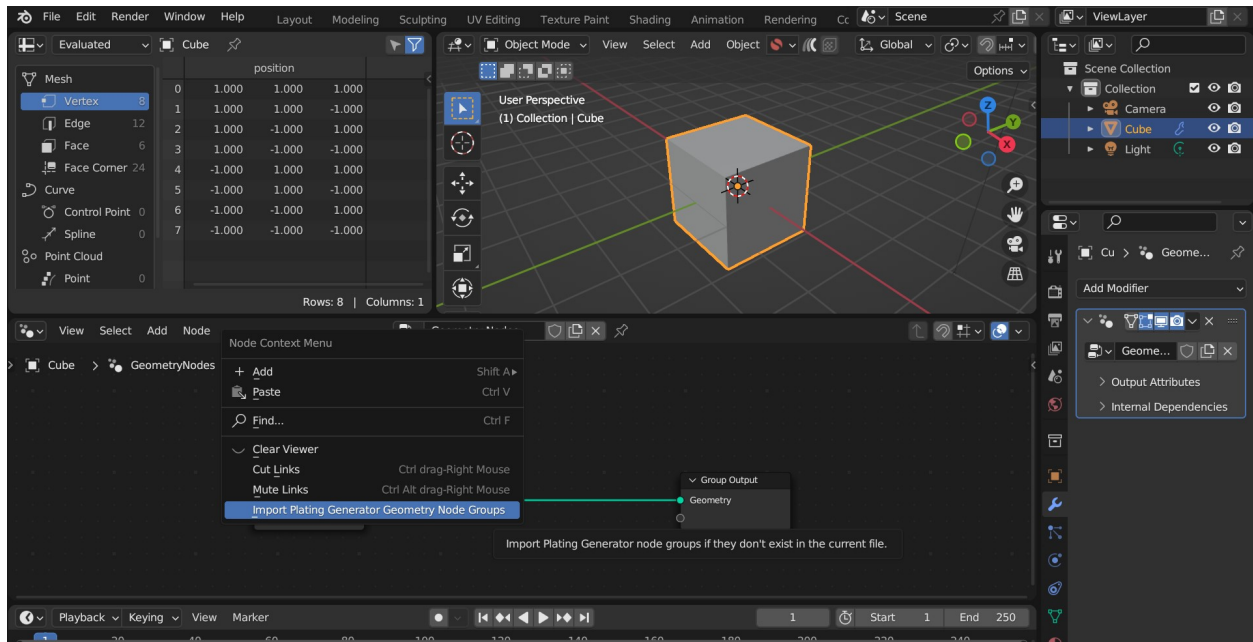 File Edit Render Window Help Layout Modeling Sculpting UV Editing Texture Paint Shading Animation Rendering Scene ViewLayer
Evaluated Cube
position
Mesh
Vertex 8
Edge 12
Face 6
Face Corner 24
Curve
Control Point 0
Spline 0
Point Cloud
Point 0
0 1.000 1.000 1.000
1 1.000 1.000 -1.000
2 1.000 -1.000 1.000
3 1.000 -1.000 -1.000
4 -1.000 1.000 1.000
5 -1.000 1.000 -1.000
6 -1.000 -1.000 1.000
7 -1.000 -1.000 -1.000
Rows: 8 | Columns: 1
Object Mode View Select Add Object Global
Options
User Perspective
(1) Collection | Cube
Z
Y
X
Scene Collection
Collection
Camera
Cube
Light
Cu > Geome...
Add Modifier
Geome...
Output Attributes
Internal Dependencies
View Select Add Node
Cube > GeometryNodes
Node Context Menu
Add Shift A
Paste Ctrl V
Find... Ctrl F
Clear Viewer
Cut Links Ctrl drag-Right Mouse
Mute Links Ctrl Alt drag-Right Mouse
Import Plating Generator Geometry Node Groups
Group Output
Geometry
Import Plating Generator node groups if they don't exist in the current file.
Playback Keying View Marker 1 Start 1 End 250